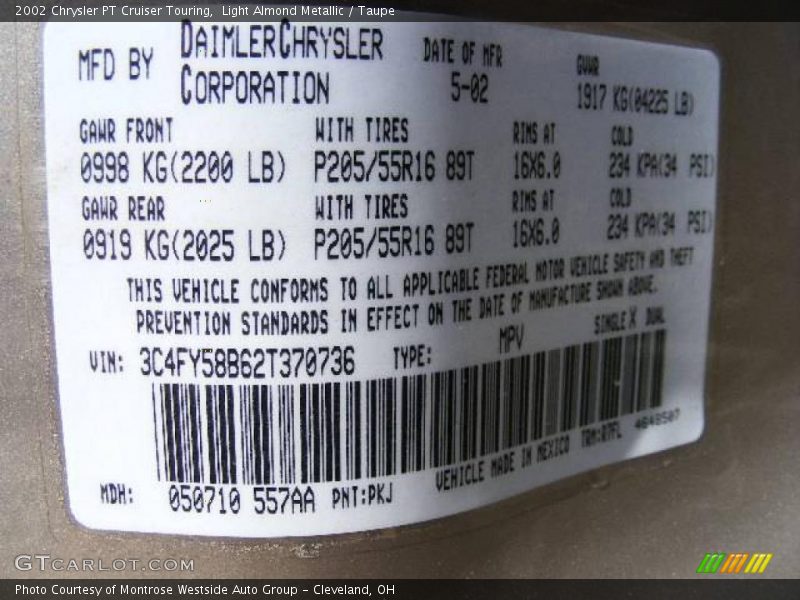 2002 Chrysler PT Cruiser Touring,  Light Almond Metallic / Taupe
MFD BY DAIMLERCHRYSLER CORPORATION
DATE OF MFR
5-02
GVWR
1917 KG(04225 LB)
GAWR FRONT WITH TIRES RIMS AT COLD
0998 KG(2200 LB) P205/55R16 89T 16X6.0 234 KPA(34 PSI)
GAWR REAR WITH TIRES RIMS AT COLD
0919 KG(2025 LB) P205/55R16 89T 16X6.0 234 KPA(34 PSI)
THIS VEHICLE CONFORMS TO ALL APPLICABLE FEDERAL MOTOR VEHICLE SAFETY AND THEFT
PREVENTION STANDARDS IN EFFECT ON THE DATE OF MANUFACTURE SHOWN ABOVE.
VIN: 3C4FY58B62T370736 TYPE: MPV SINGLE X DUAL
MDH: 050710 557AA PNT:PKJ VEHICLE MADE IN MEXICO TRM:R7FL 4648507
GTCARLOT.COM
Photo Courtesy of Montrose Westside Auto Group - Cleveland, OH